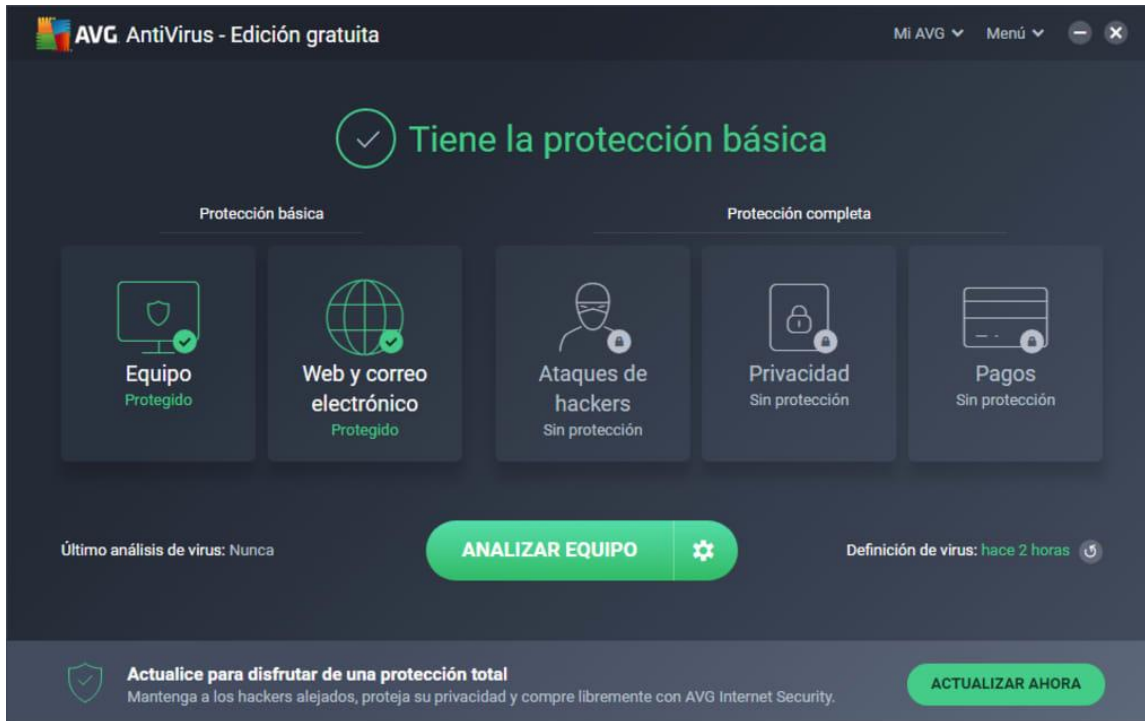 AVG AntiVirus - Edición gratuita
Mi AVG
Menú
Tiene la protección básica
Protección básica
Protección completa
Equipo
Protegido
Web y correo
electrónico
Protegido
Ataques de
hackers
Sin protección
Privacidad
Sin protección
Pagos
Sin protección
Último análisis de virus: Nunca
ANALIZAR EQUIPO
Definición de virus: hace 2 horas
Actualice para disfrutar de una protección total
Mantenga a los hackers alejados, proteja su privacidad y compre libremente con AVG Internet Security.
ACTUALIZAR AHORA